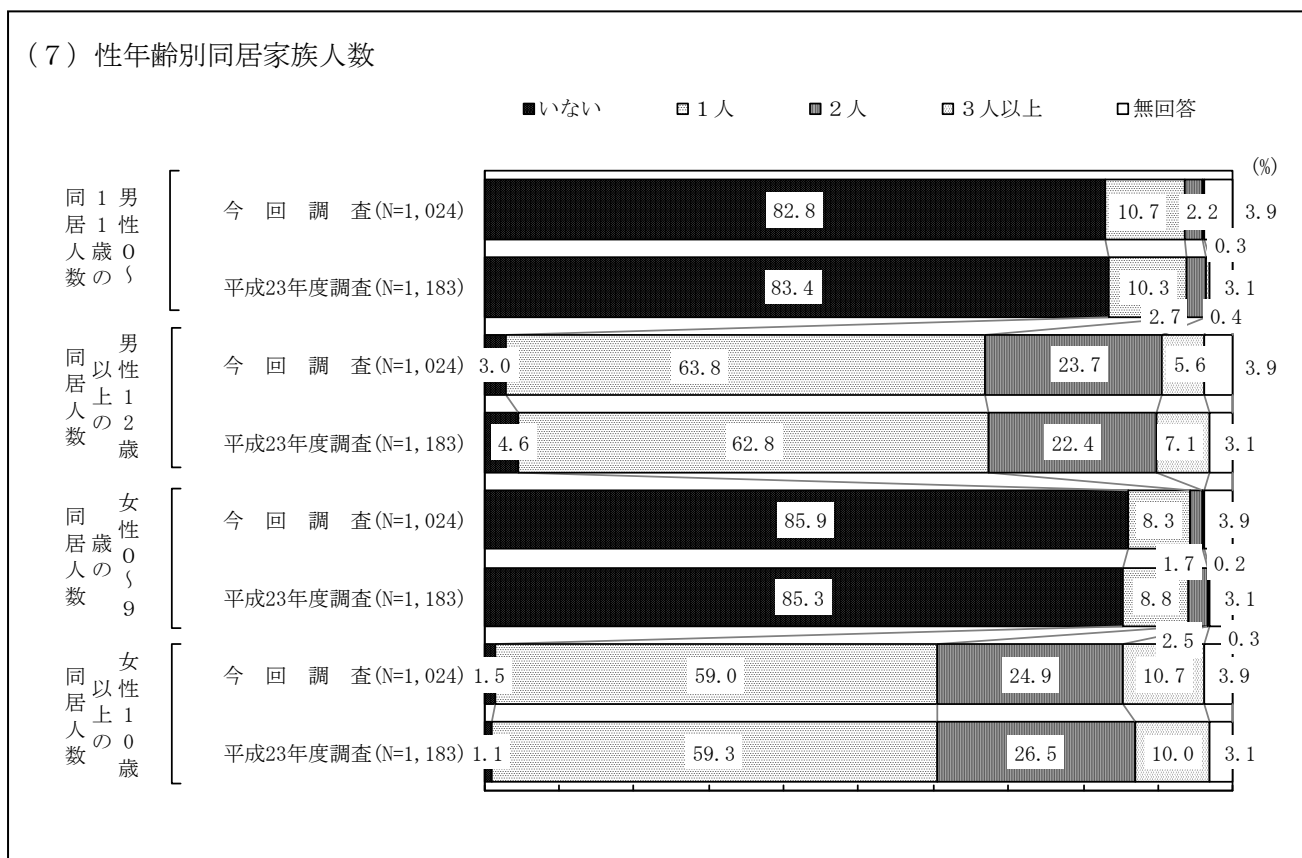 （７）性年齢別同居家族人数
■いない　□１人　■２人　□３人以上　□無回答
(%)
男性０～１１歳の同居人数
今　回　調　査(N=1,024)　82.8　10.7　2.2　0.3　3.9
平成23年度調査(N=1,183)　83.4　10.3　2.7　0.4　3.1
男性１２歳以上の同居人数
今　回　調　査(N=1,024)　3.0　63.8　23.7　5.6　3.9
平成23年度調査(N=1,183)　4.6　62.8　22.4　7.1　3.1
女性０～９歳の同居人数
今　回　調　査(N=1,024)　85.9　8.3　1.7　0.2　3.9
平成23年度調査(N=1,183)　85.3　8.8　2.5　0.3　3.1
女性１０歳以上の同居人数
今　回　調　査(N=1,024)　1.5　59.0　24.9　10.7　3.9
平成23年度調査(N=1,183)　1.1　59.3　26.5　10.0　3.1